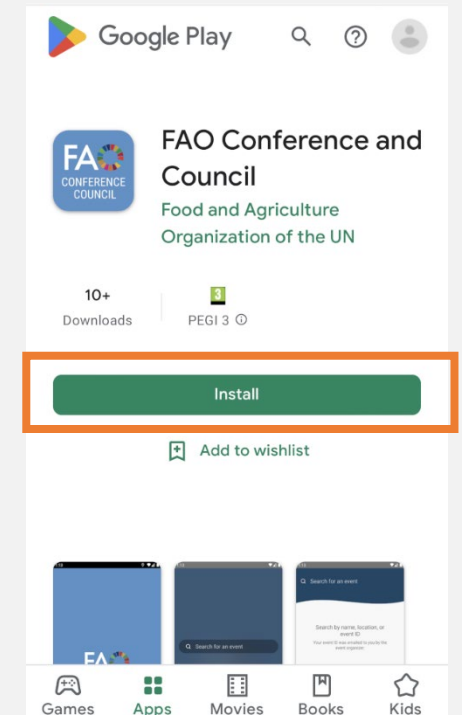 Google Play
FAO
CONFERENCE
COUNCIL
FAO Conference and
Council
Food and Agriculture
Organization of the UN
10+
Downloads
3
PEGI 3
Install
Add to wishlist
Search for an event
Search for an event
Search by name, location, or
event ID
FAO
Games
Apps
Movies
Books
Kids